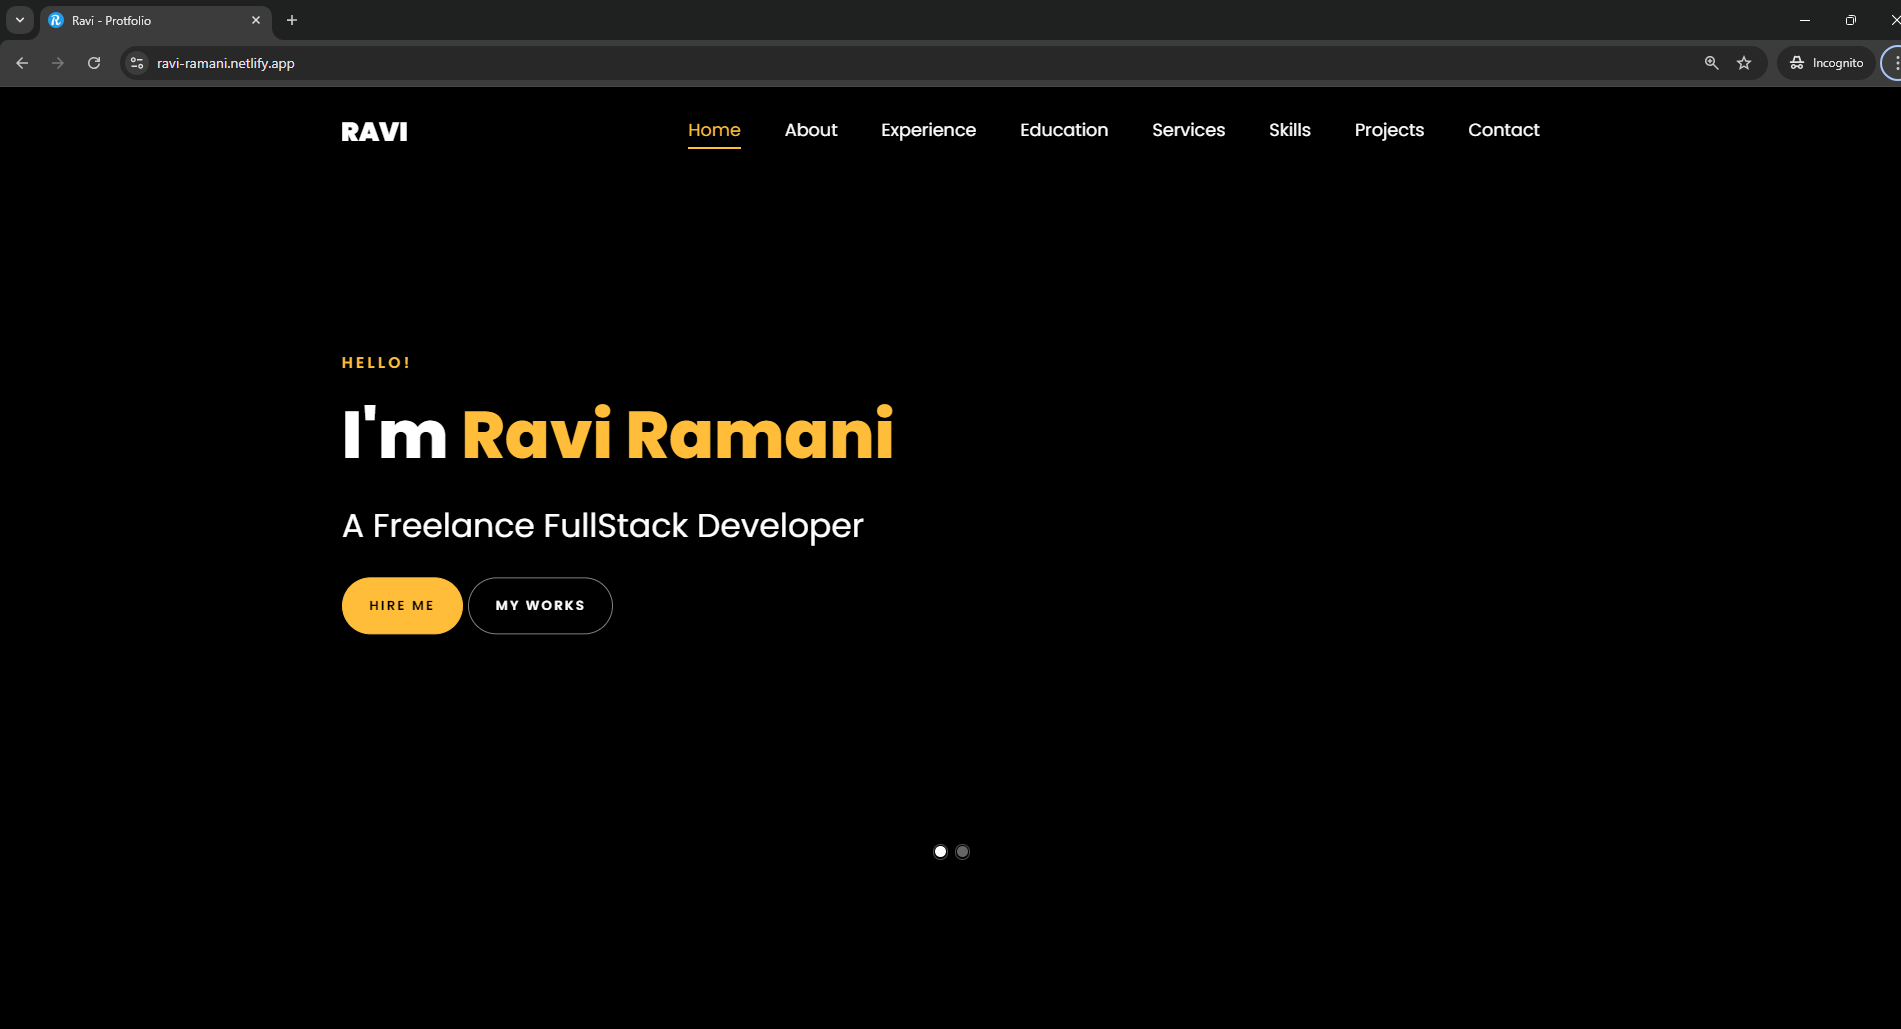 Ravi - Protfolio
ravi-ramani.netlify.app
Incognito
RAVI
Home About Experience Education Services Skills Projects Contact
HELLO!
I'm Ravi Ramani
A Freelance FullStack Developer
HIRE ME MY WORKS